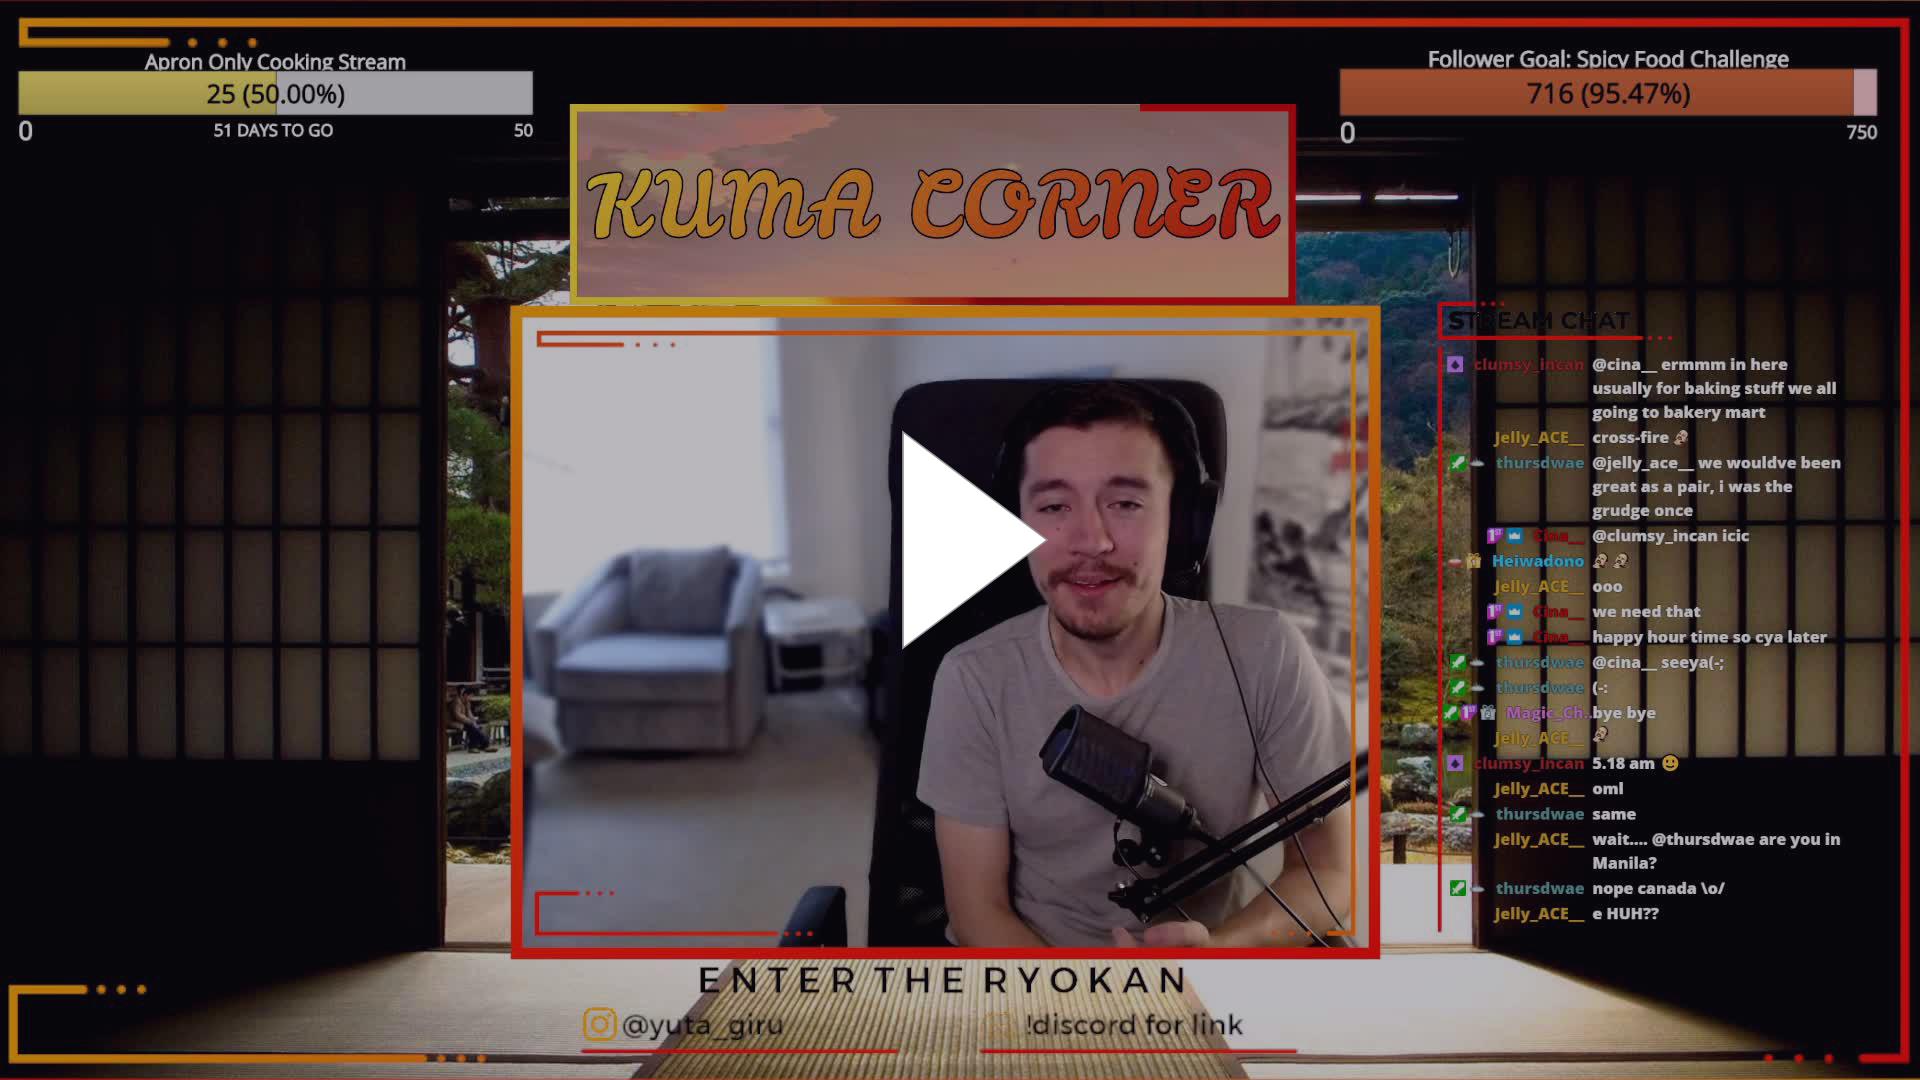 Apron Only Cooking Stream
25 (50.00%)
0
51 DAYS TO GO
50
Follower Goal: Spicy Food Challenge
716 (95.47%)
0
750
KUMA CORNER
STREAM CHAT
clumsy_incan @cina__ ermmm in here
usually for baking stuff we all
going to bakery mart
Jelly_ACE__ cross-fire
thursdwae @jelly_ace__ we wouldve been
great as a pair, i was the
grudge once
Cina__ @clumsy_incan icic
Heiwadono
Jelly_ACE__ ooo
Cina__ we need that
Cina__ happy hour time so cya later
thursdwae @cina__ seeya(-;
thursdwae (-:
Magic_Ch.. bye bye
Jelly_ACE__
clumsy_incan 5.18 am
Jelly_ACE__ oml
thursdwae same
Jelly_ACE__ wait.... @thursdwae are you in
Manila?
thursdwae nope canada \o/
Jelly_ACE__ e HUH??
ENTER THE RYOKAN
@yuta_giru
!discord for link